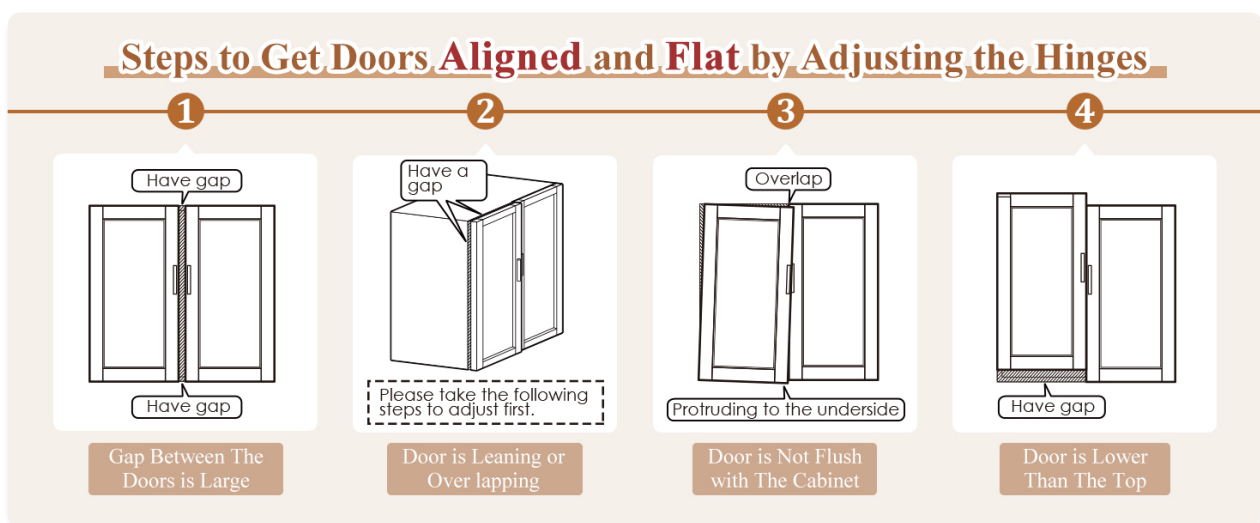 Steps to Get Doors Aligned and Flat by Adjusting the Hinges
1
2
3
4
Have gap
Have gap
Gap Between The
Doors is Large
Have a
gap
Please take the following
steps to adjust first.
Door is Leaning or
Over lapping
Overlap
Protruding to the underside
Door is Not Flush
with The Cabinet
Have gap
Door is Lower
Than The Top